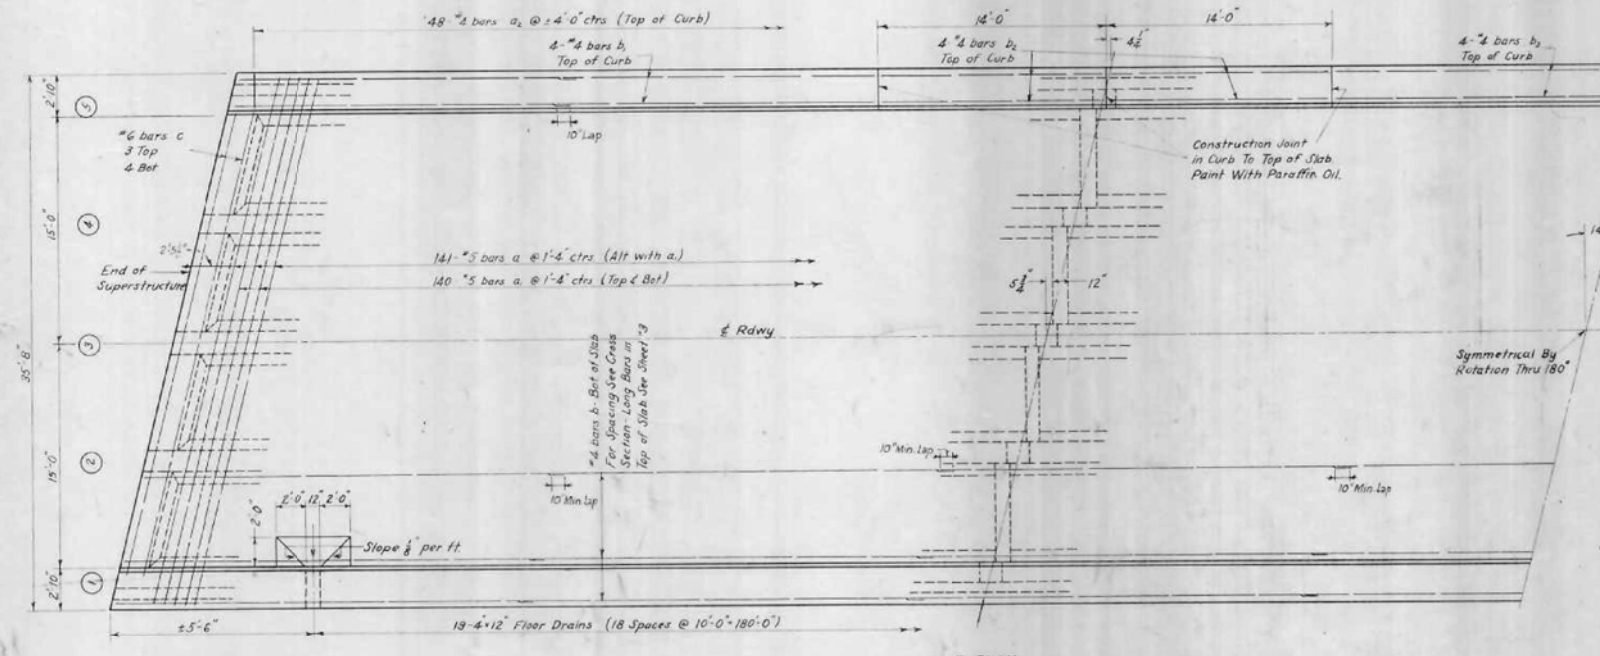 48-#4 bars a₂ @ ±4'-0" ctrs (Top of Curb)
14'-0"
14'-0"
4¼"
4-#4 bars b₁
Top of Curb
4-#4 bars b₂
Top of Curb
4-#4 bars b₃
Top of Curb
2'-10"
5
#6 bars c
3 Top
4 Bot
10" Lap
Construction Joint
in Curb To Top of Slab.
Paint With Paraffin Oil.
15'-0"
4
End of
Superstructure
141-#5 bars a @ 1'-4" ctrs (Alt with a₁)
140 #5 bars a₁ @ 1'-4" ctrs (Top & Bot)
5¾"
12"
14
35'-8"
3
℄ Rdwy
Symmetrical By
Rotation Thru 180°
#4 bars b-Bot of Slab
For Spacing See Cross
Section-Long Bars in
Top of Slab See Sheet #3
15'-0"
2
10" Min. Lap
10" Min Lap
10" Min Lap
2'-0" 12" 2'-0"
2'-0"
Slope ⅛" per ft.
2'-10"
1
±5'-6"
19-4"x12" Floor Drains (18 Spaces @ 10'-0"=180'-0")